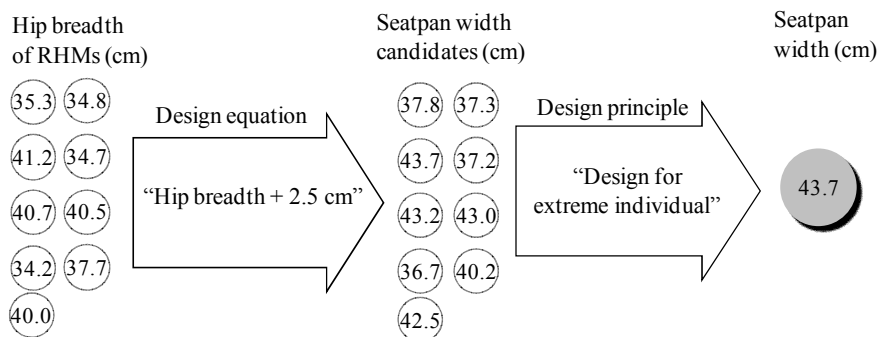 Hip breadth
of RHMs (cm)
35.3 34.8
41.2 34.7
40.7 40.5
34.2 37.7
40.0
Design equation
“Hip breadth + 2.5 cm”
Seatpan width
candidates (cm)
37.8 37.3
43.7 37.2
43.2 43.0
36.7 40.2
42.5
Design principle
“Design for
extreme individual”
Seatpan
width (cm)
43.7